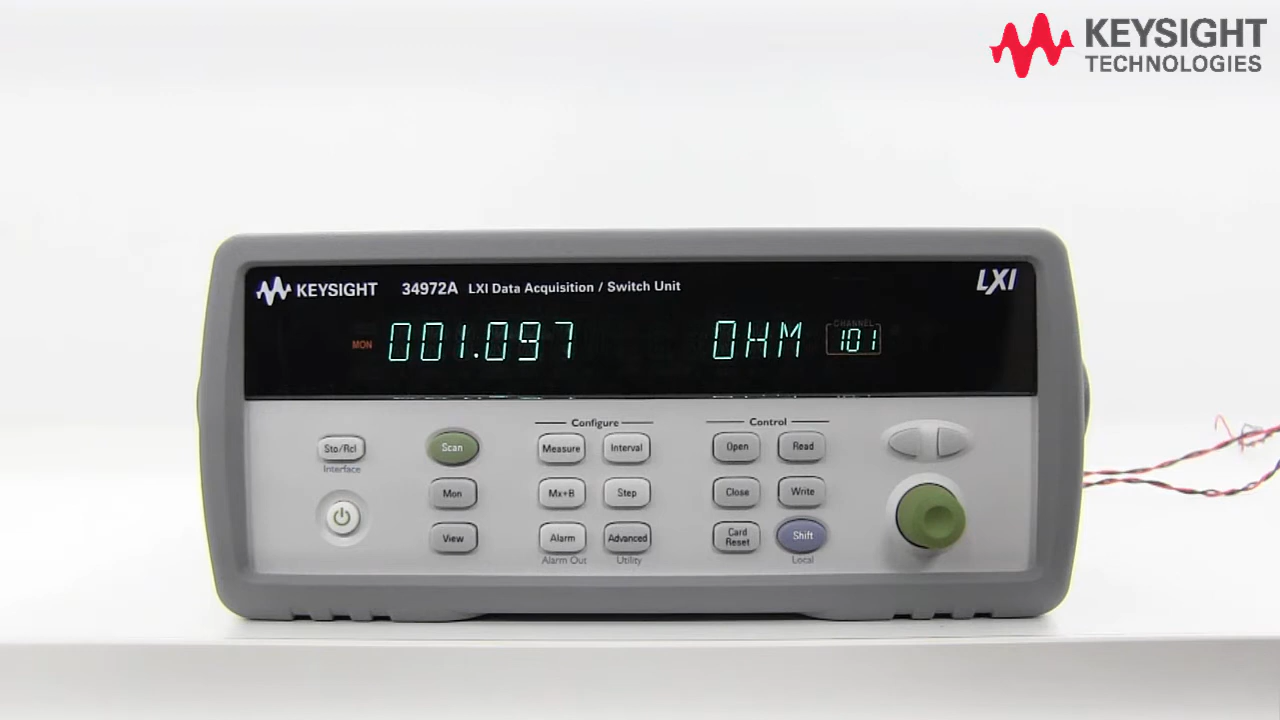 KEYSIGHT
TECHNOLOGIES
KEYSIGHT 34972A LXI Data Acquisition / Switch Unit
LXI
MON 001.097 OHM CHANNEL 101
Configure Control
Sto/Rcl Scan Measure Interval Open Read
Interface
Mon Mx+B Step Close Write
View Alarm Advanced Card Reset Shift
Alarm Out Utility Local